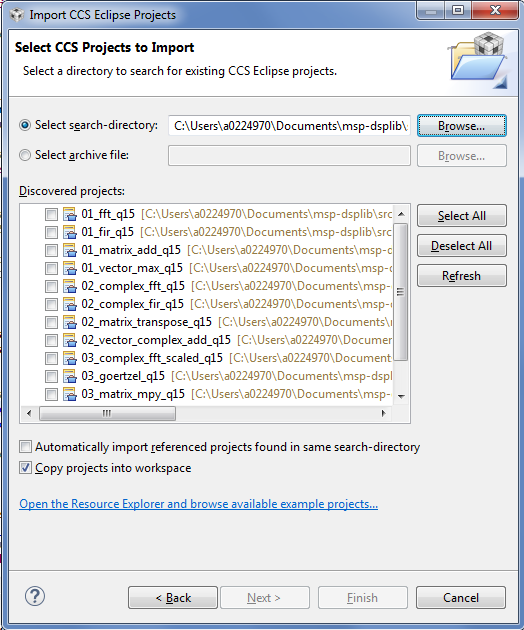 Import CCS Eclipse Projects
Select CCS Projects to Import
Select a directory to search for existing CCS Eclipse projects.
Select search-directory: C:\Users\a0224970\Documents\msp-dsplib\ Browse...
Select archive file: Browse...
Discovered projects:
01_fft_q15 [C:\Users\a0224970\Documents\msp-dsplib\src
01_fir_q15 [C:\Users\a0224970\Documents\msp-dsplib\src
01_matrix_add_q15 [C:\Users\a0224970\Documents\msp-
01_vector_max_q15 [C:\Users\a0224970\Documents\msp-
02_complex_fft_q15 [C:\Users\a0224970\Documents\msp-
02_complex_fir_q15 [C:\Users\a0224970\Documents\msp-
02_matrix_transpose_q15 [C:\Users\a0224970\Documents\
02_vector_complex_add_q15 [C:\Users\a0224970\Docume
03_complex_fft_scaled_q15 [C:\Users\a0224970\Document
03_goertzel_q15 [C:\Users\a0224970\Documents\msp-dspl
03_matrix_mpy_q15 [C:\Users\a0224970\Documents\msp-
Select All
Deselect All
Refresh
Automatically import referenced projects found in same search-directory
Copy projects into workspace
Open the Resource Explorer and browse available example projects...
? < Back Next > Finish Cancel